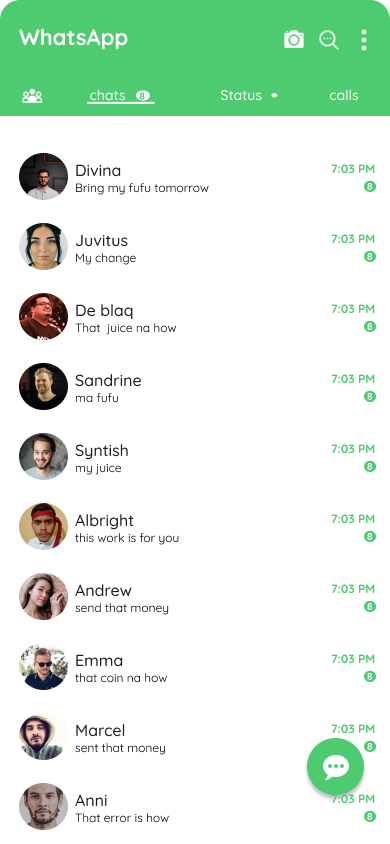 WhatsApp
chats 8 Status calls
Divina 7:03 PM
Bring my fufu tomorrow 8
Juvitus 7:03 PM
My change 8
De blaq 7:03 PM
That juice na how 8
Sandrine 7:03 PM
ma fufu 8
Syntish 7:03 PM
my juice 8
Albright 7:03 PM
this work is for you 8
Andrew 7:03 PM
send that money 8
Emma 7:03 PM
that coin na how 8
Marcel 7:03 PM
sent that money 8
Anni 7:03 PM
That error is how 8